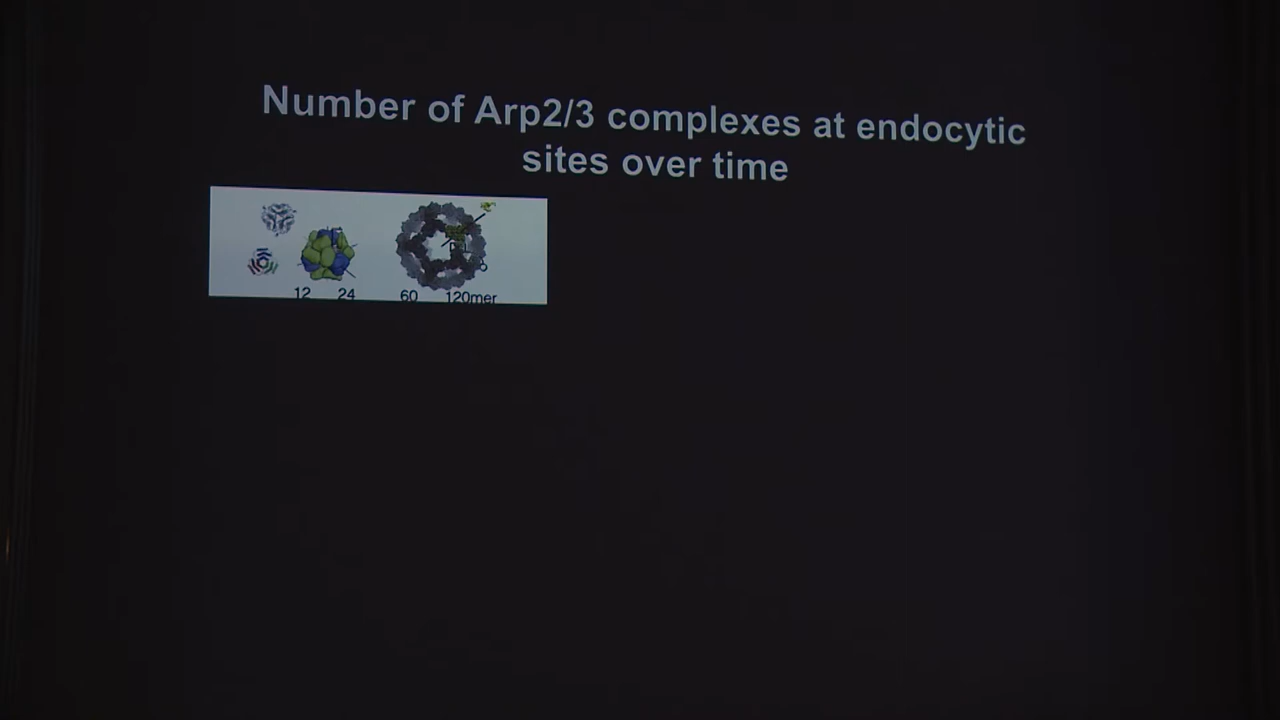 Number of Arp2/3 complexes at endocytic
sites over time
12 24 60 120mer